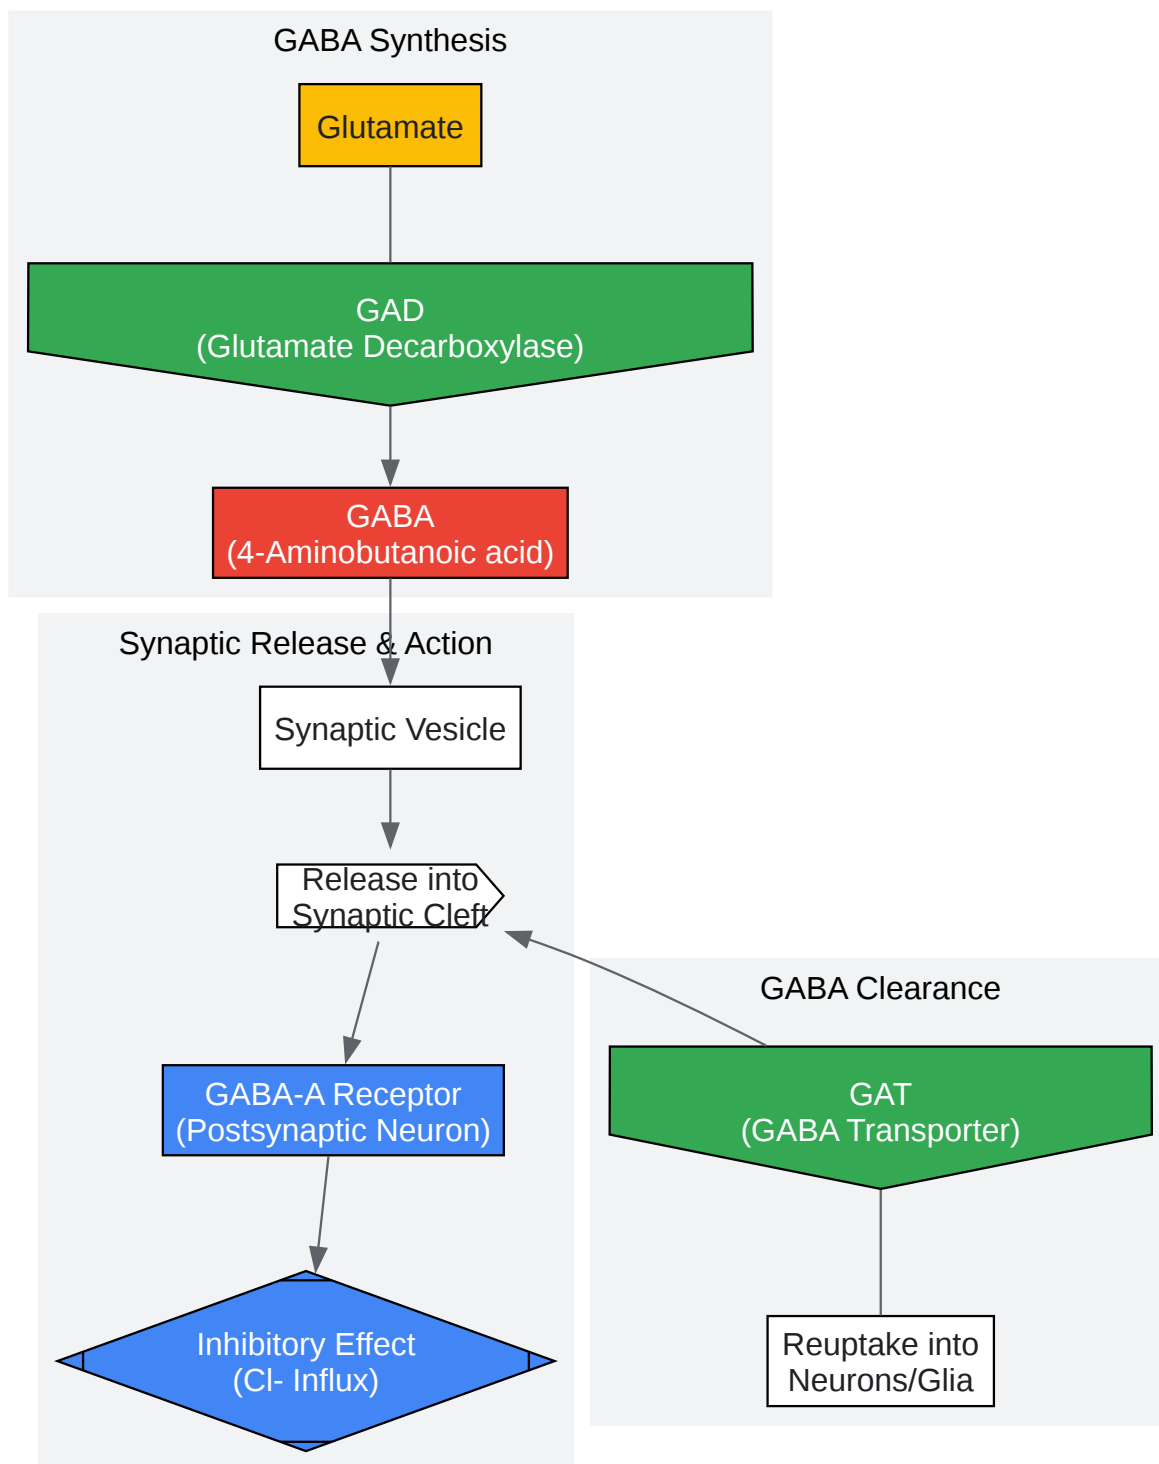 GABA Synthesis
Glutamate
GAD
(Glutamate Decarboxylase)
GABA
(4-Aminobutanoic acid)
Synaptic Release & Action
Synaptic Vesicle
Release into
Synaptic Cleft
GABA Clearance
GABA-A Receptor
(Postsynaptic Neuron)
GAT
(GABA Transporter)
Inhibitory Effect
(Cl- Influx)
Reuptake into
Neurons/Glia